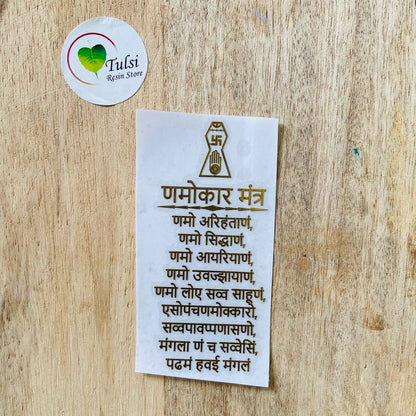 Tulsi
Resin Store
णमोकार मंत्र
णमो अरिहंताणं,
णमो सिद्धाणं,
णमो आयरियाणं,
णमो उवज्झायाणं,
णमो लोए सव्व साहूणं,
एसोपंचणमोक्कारो,
सव्वपावप्पणासणो,
मंगला णं च सव्वेसिं,
पढमं हवई मंगलं